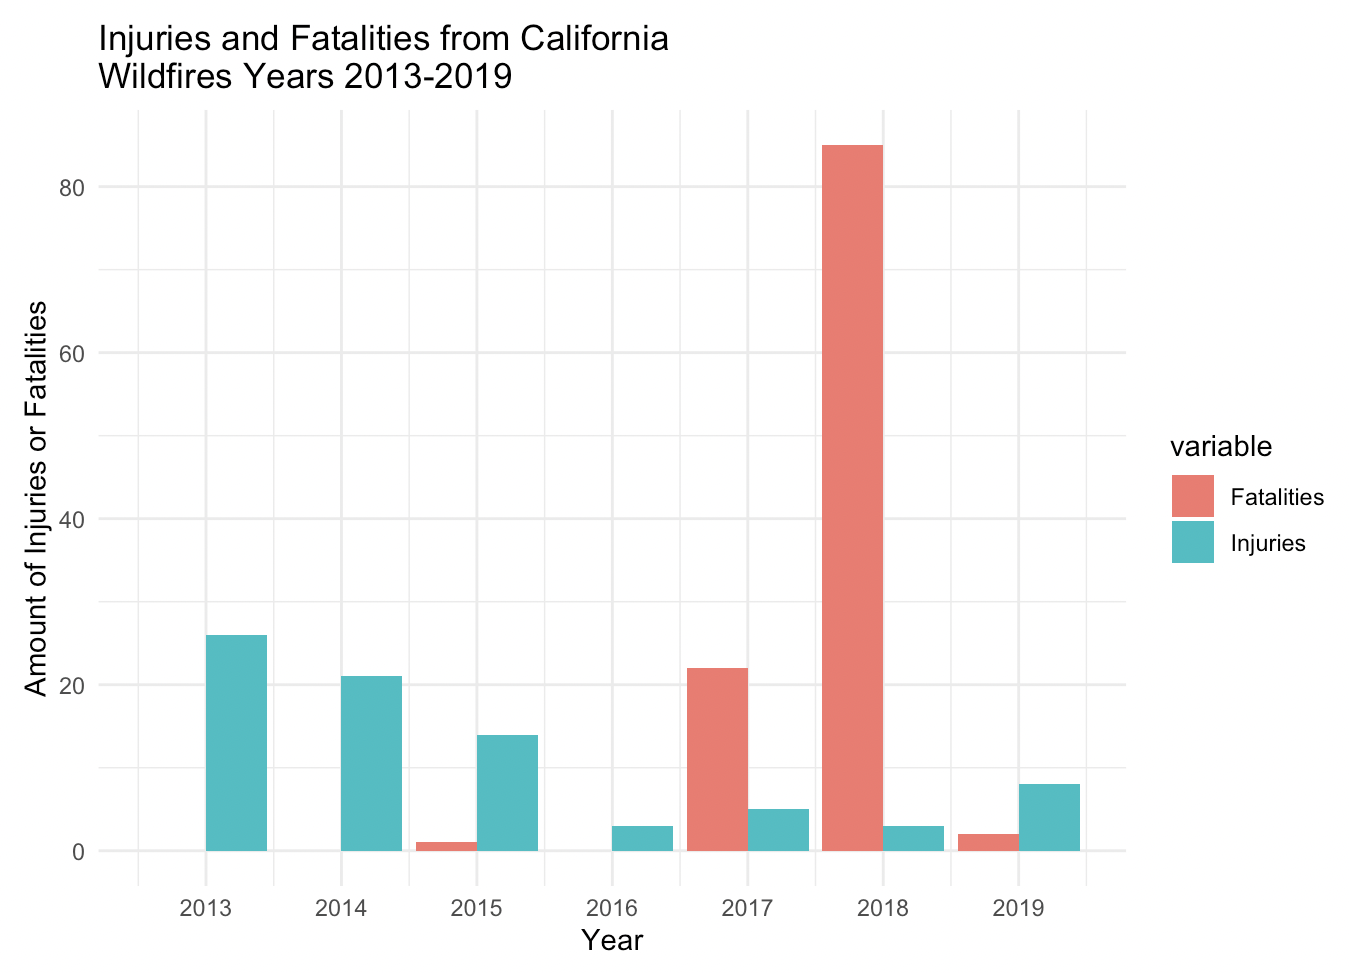 Injuries and Fatalities from California
Wildfires Years 2013-2019
Amount of Injuries or Fatalities
80
60
40
20
0
2013 2014 2015 2016 2017 2018 2019
Year
variable
Fatalities
Injuries